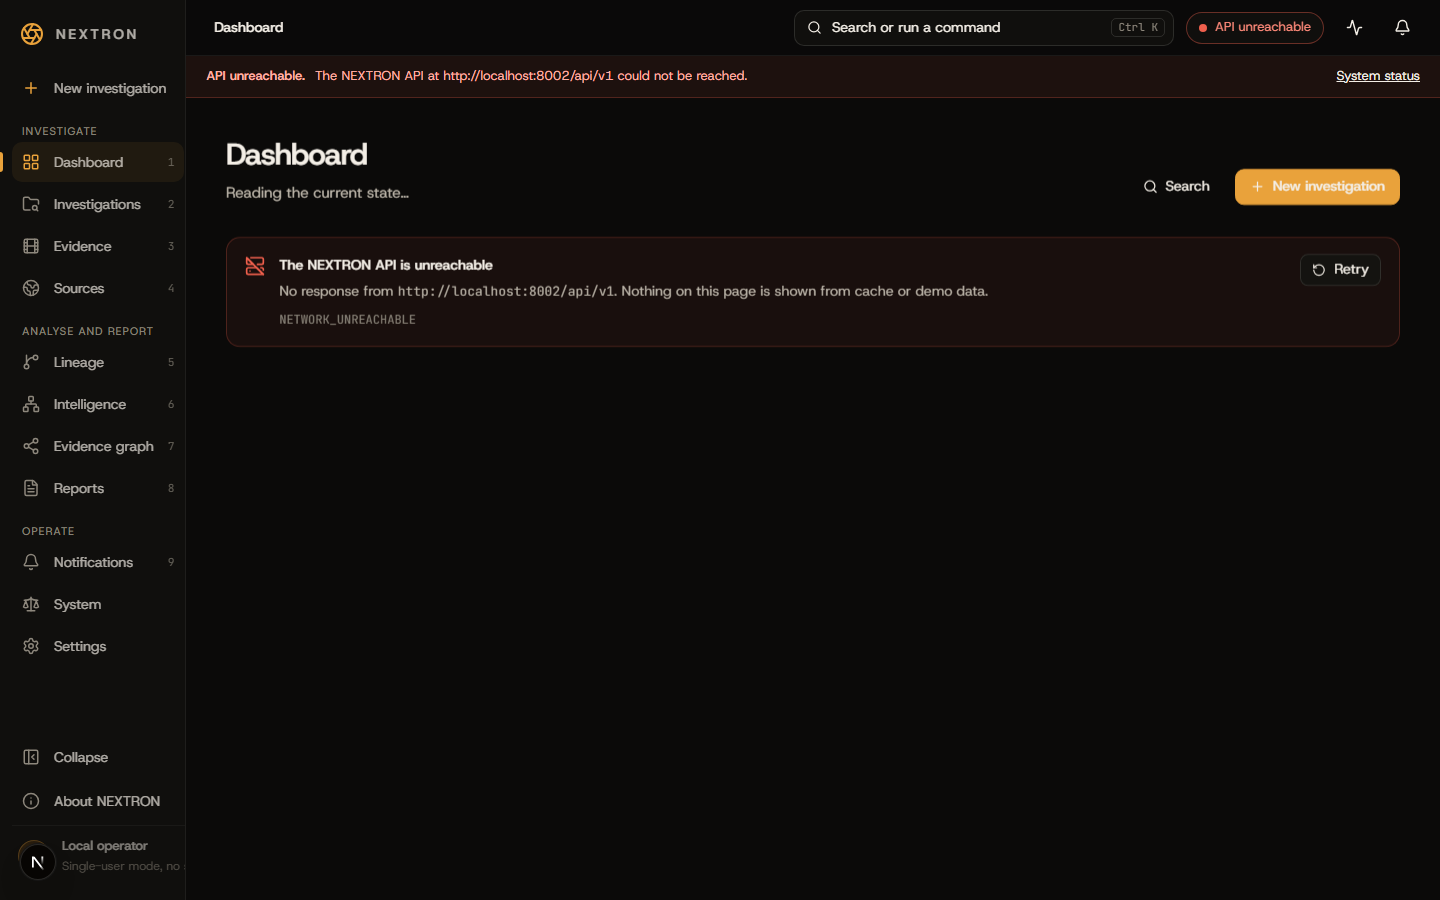 NEXTRON
Dashboard
Search or run a command
Ctrl K
API unreachable
API unreachable. The NEXTRON API at http://localhost:8002/api/v1 could not be reached.
System status
New investigation
INVESTIGATE
Dashboard 1
Investigations 2
Evidence 3
Sources 4
ANALYSE AND REPORT
Lineage 5
Intelligence 6
Evidence graph 7
Reports 8
OPERATE
Notifications 9
System
Settings
Collapse
About NEXTRON
Local operator
Single-user mode, no
N
Dashboard
Reading the current state…
Search
New investigation
The NEXTRON API is unreachable
No response from http://localhost:8002/api/v1. Nothing on this page is shown from cache or demo data.
NETWORK_UNREACHABLE
Retry